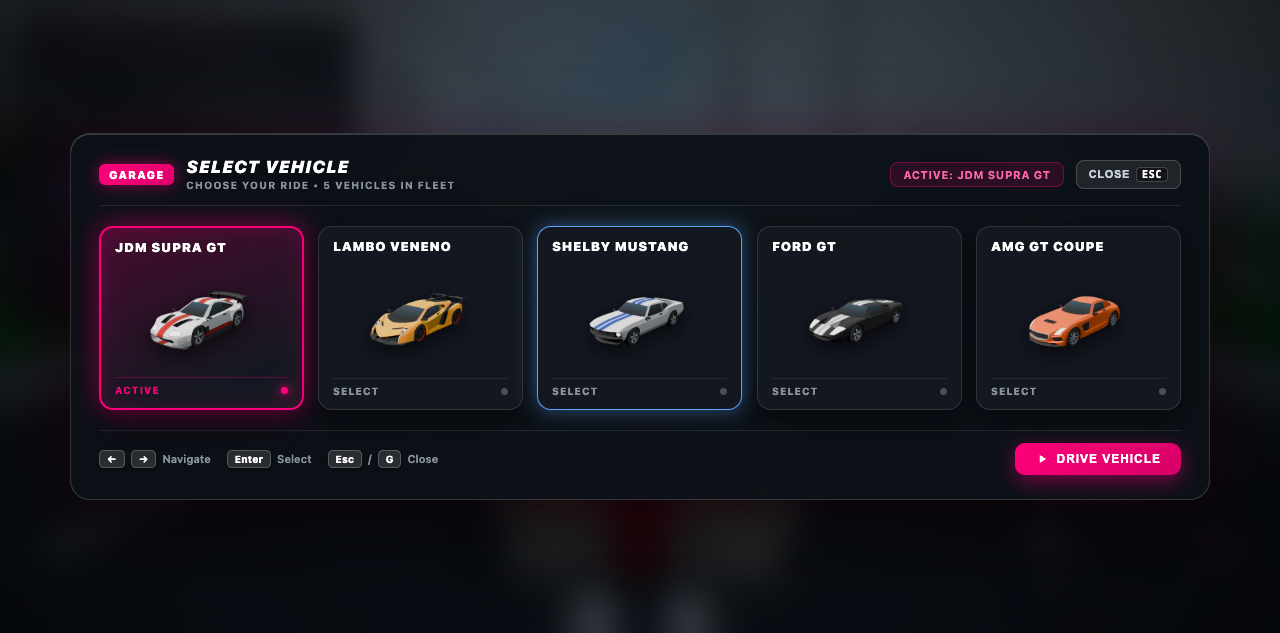 GARAGE
SELECT VEHICLE
CHOOSE YOUR RIDE • 5 VEHICLES IN FLEET
ACTIVE: JDM SUPRA GT
CLOSE ESC
JDM SUPRA GT
ACTIVE
LAMBO VENENO
SELECT
SHELBY MUSTANG
SELECT
FORD GT
SELECT
AMG GT COUPE
SELECT
← → Navigate Enter Select Esc / G Close
DRIVE VEHICLE